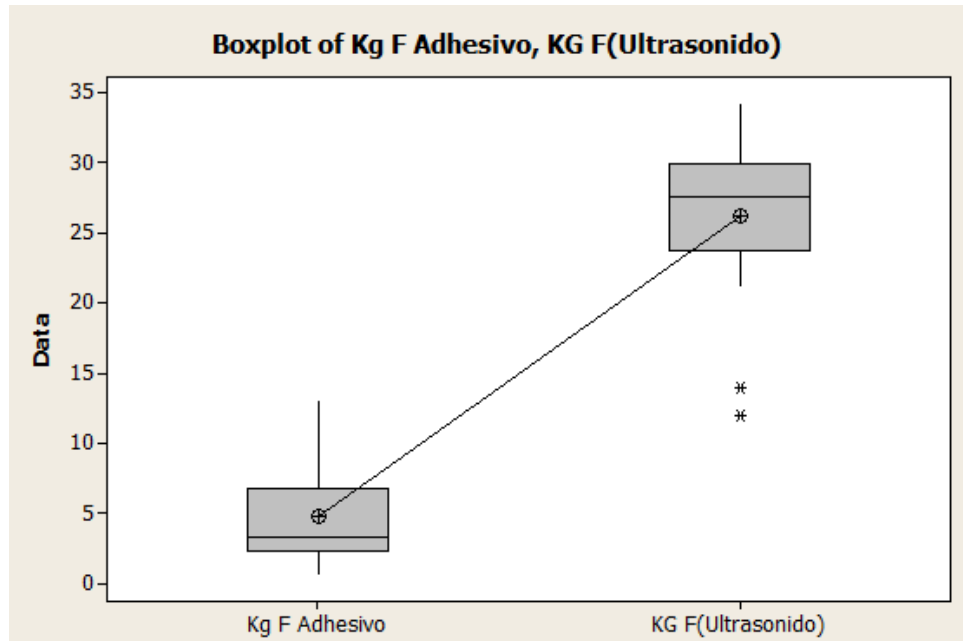 Boxplot of Kg F Adhesivo, KG F(Ultrasonido)
35
30
25
20
15
10
5
0
Data
Kg F Adhesivo
KG F(Ultrasonido)